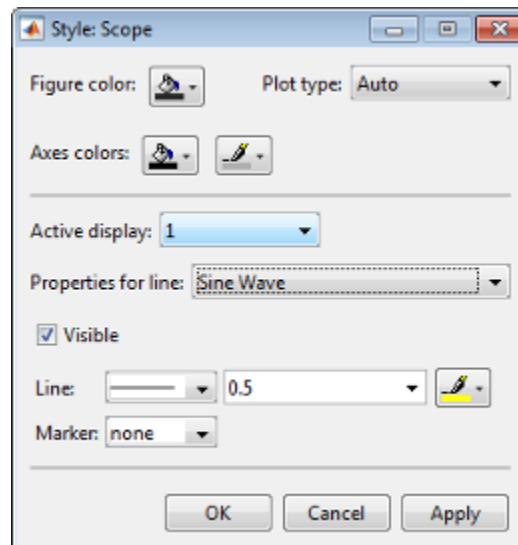 Style: Scope
Figure color: Plot type: Auto
Axes colors:
Active display: 1
Properties for line: Sine Wave
Visible
Line: 0.5
Marker: none
OK Cancel Apply